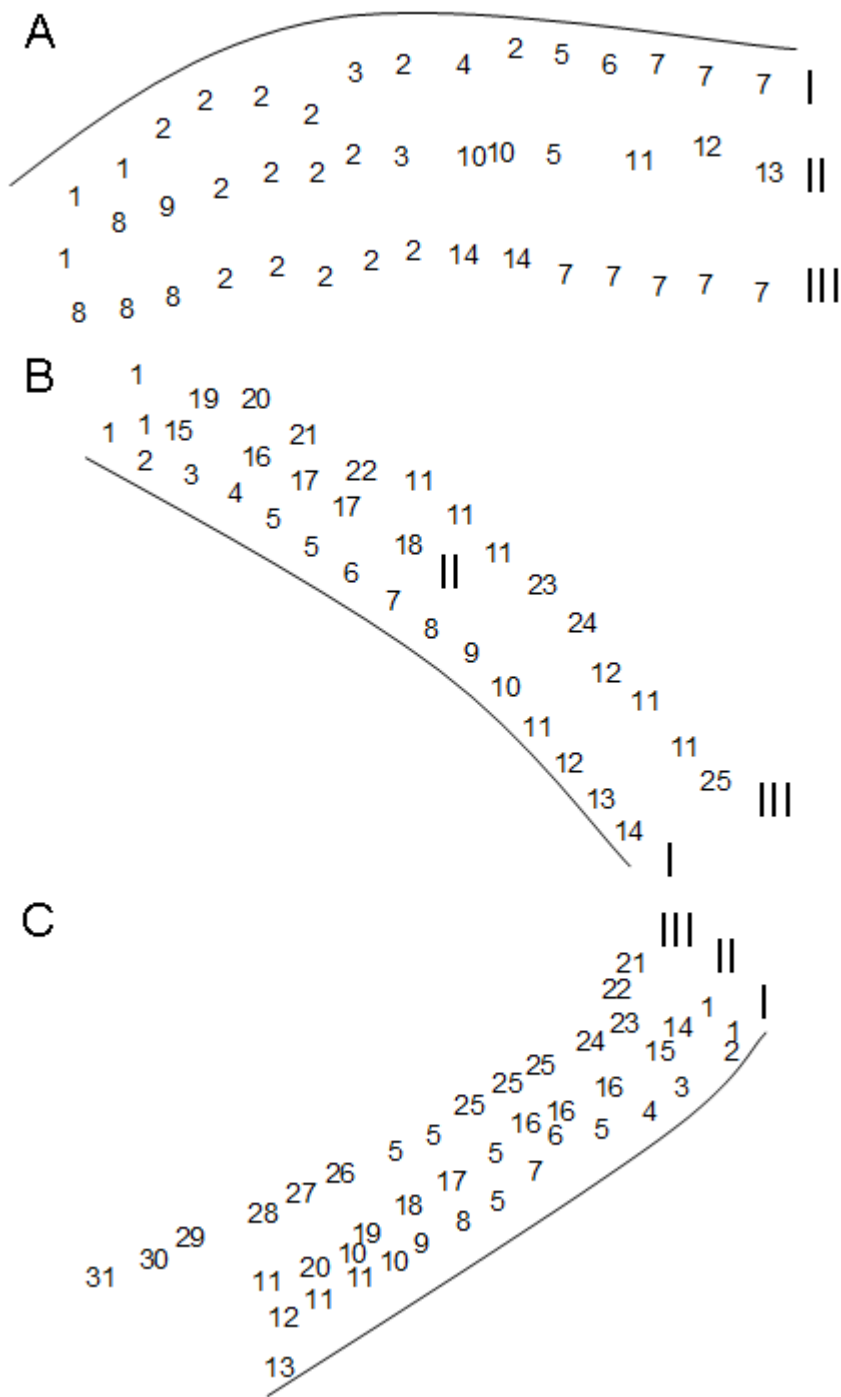 A
1 1 2 2 2 2 3 2 4 2 5 6 7 7 7 I
1 8 9 2 2 2 2 3 10 10 5 11 12 13 II
8 8 8 2 2 2 2 2 14 14 7 7 7 7 7 III
B
1 2 3 4 5 5 6 7 8 9 10 11 12 13 14 I
1 15 16 17 17 18 II
1 19 20 21 22 11 11 11 23 24 12 11 11 25 III
C
I 1 2 3 4 5 6 7 5 8 9 10 11 11 12 13
II 1 14 15 16 16 16 5 17 18 19 10 20 11
III 21 22 23 24 25 25 25 5 5 26 27 28 29 30 31